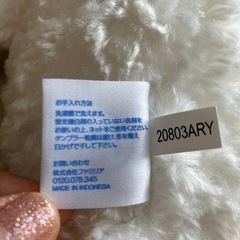 お手入れ方法
洗濯機で洗えます。
蛍光増白剤の入っていない洗剤を
お使いの上、ネットをご使用ください。
タンブラー乾燥は避け、形を整え
日かげで干して下さい。
お問い合わせ
株式会社ファミリア
0120.078.345
MADE IN INDONESIA
20803ARY